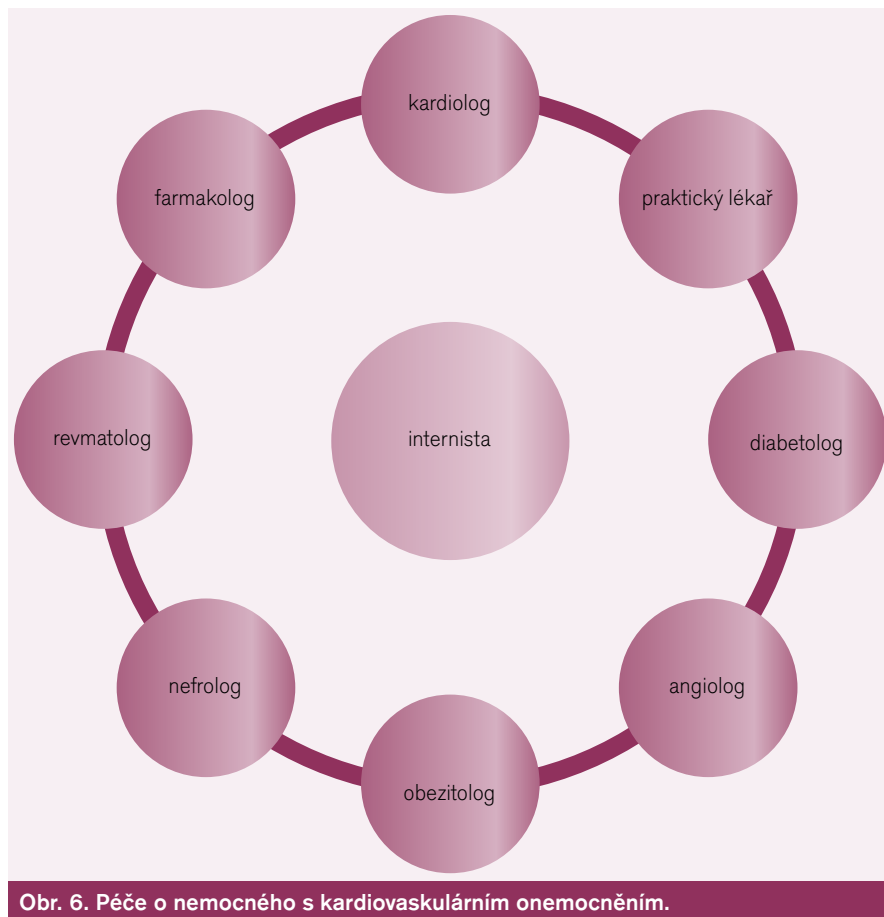 kardiolog
farmakolog
praktický lékař
revmatolog
internista
diabetolog
nefrolog
angiolog
obezitolog
Obr. 6. Péče o nemocného s kardiovaskulárním onemocněním.